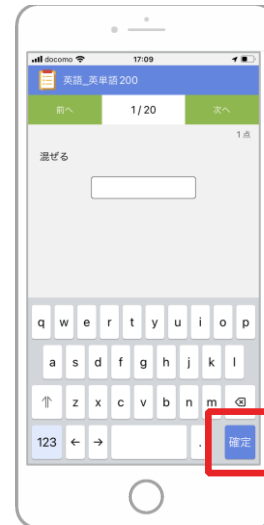 docomo 17:09
英語_英単語200
前へ 1/20 次へ
1点
混ぜる
q w e r t y u i o p
a s d f g h j k l
⇧ z x c v b n m ⌫
123 ← → . 確定